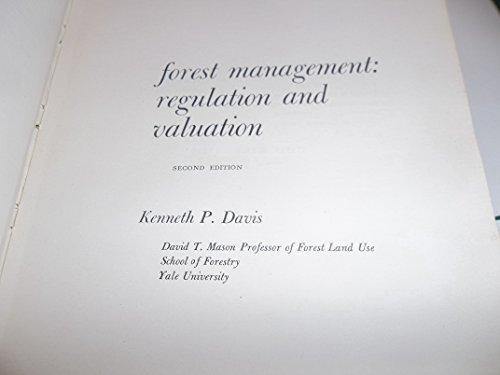 forest management:
regulation and
valuation
SECOND EDITION
Kenneth P. Davis
David T. Mason Professor of Forest Land Use
School of Forestry
Yale University